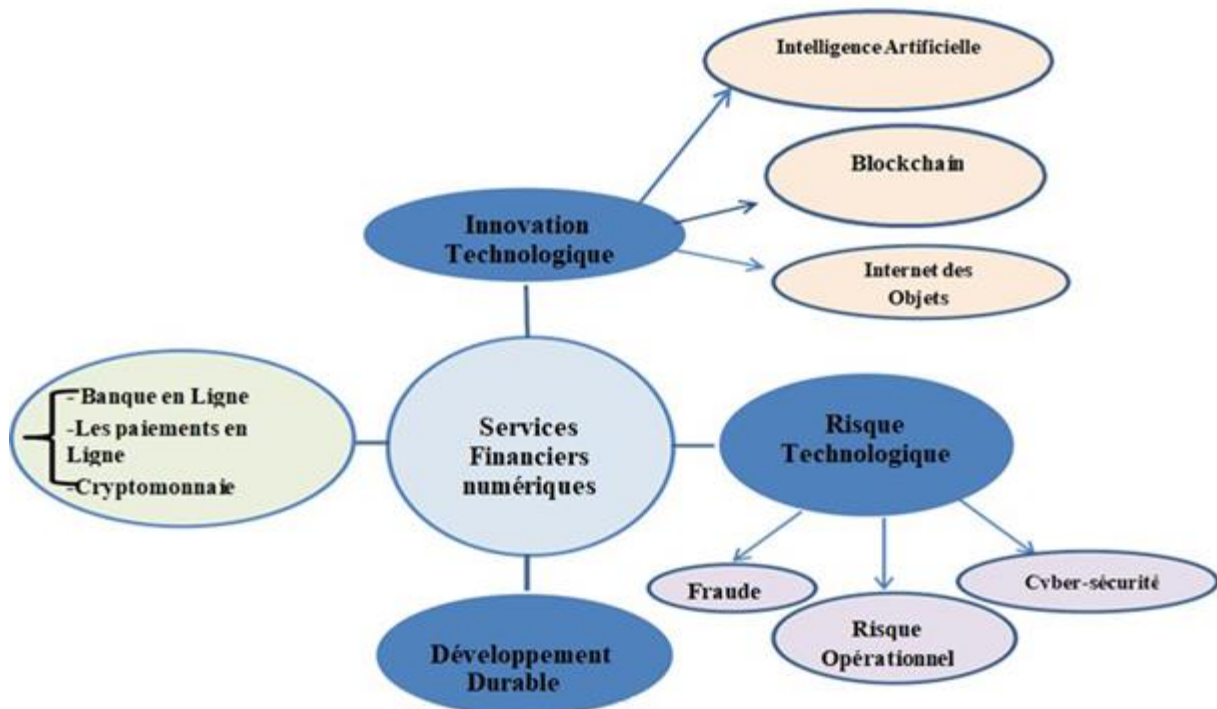 Intelligence Artificielle
Blockchain
Innovation
Technologique
Internet des
Objets
- Banque en Ligne
-Les paiements en
Ligne
-Cryptomonnaie
Services
Financiers
numériques
Risque
Technologique
Fraude
Cyber-sécurité
Risque
Opérationnel
Développement
Durable